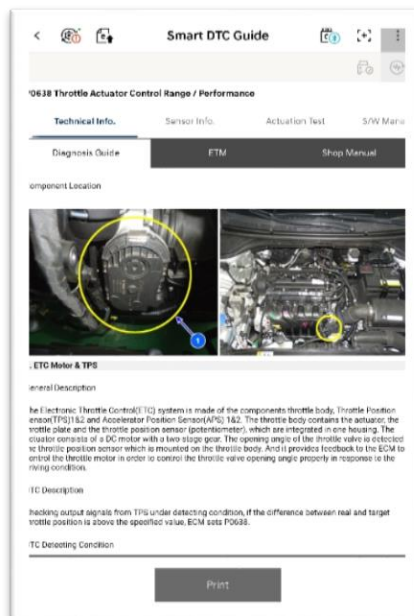 Smart DTC Guide
0638 Throttle Actuator Control Range / Performance
Technical Info.
Sensor Info.
Actuation Test
S/W Manu
Diagnosis Guide
ETM
Shop Manual
omponent Location
1
. ETC Motor & TPS
eneral Description
he Electronic Throttle Control(ETC) system is made of the components throttle body, Throttle Position
ensor(TPS)1&2 and Accelerator Position Sensor(APS) 1&2. The throttle body contains the actuator, the
rottle plate and the throttle position sensor (potentiometer), which are integrated in one housing. The
ctuator consists of a DC motor with a two stage gear. The opening angle of the throttle valve is detected
e throttle position sensor which is mounted on the throttle body. And it provides feedback to the ECM to
ontrol the throttle motor in order to control the throttle valve opening angle properly in response to the
riving condition.
TC Description
hecking output signals from TPS under detecting condition, if the difference between real and target
rottle position is above the specified value, ECM sets P0638.
TC Detecting Condition
Print